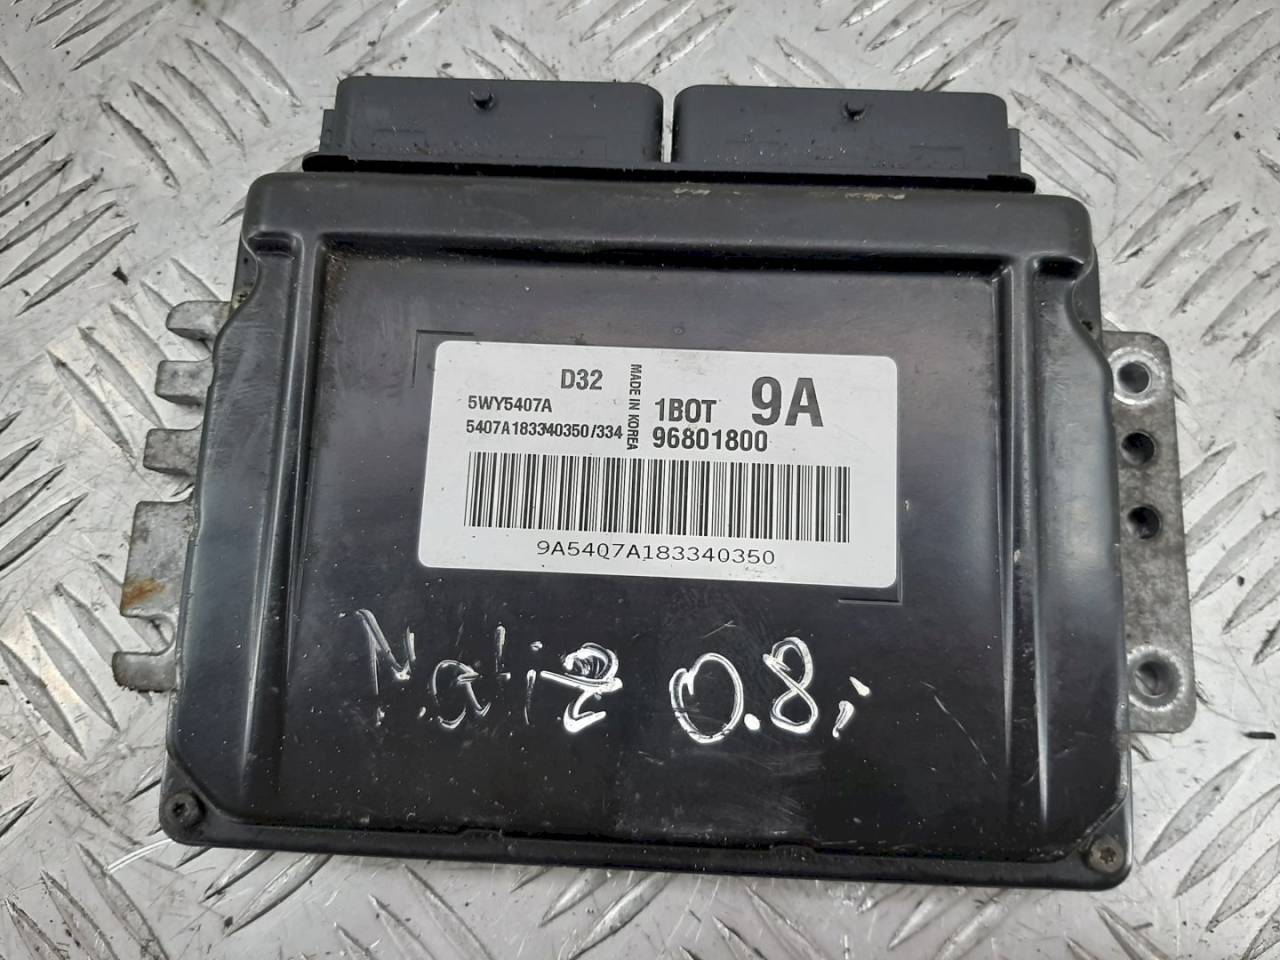 D32
MADE IN KOREA
5WY5407A
1BOT 9A
5407A183340350/334
96801800
9A5407A183340350
Matiz 0.8i